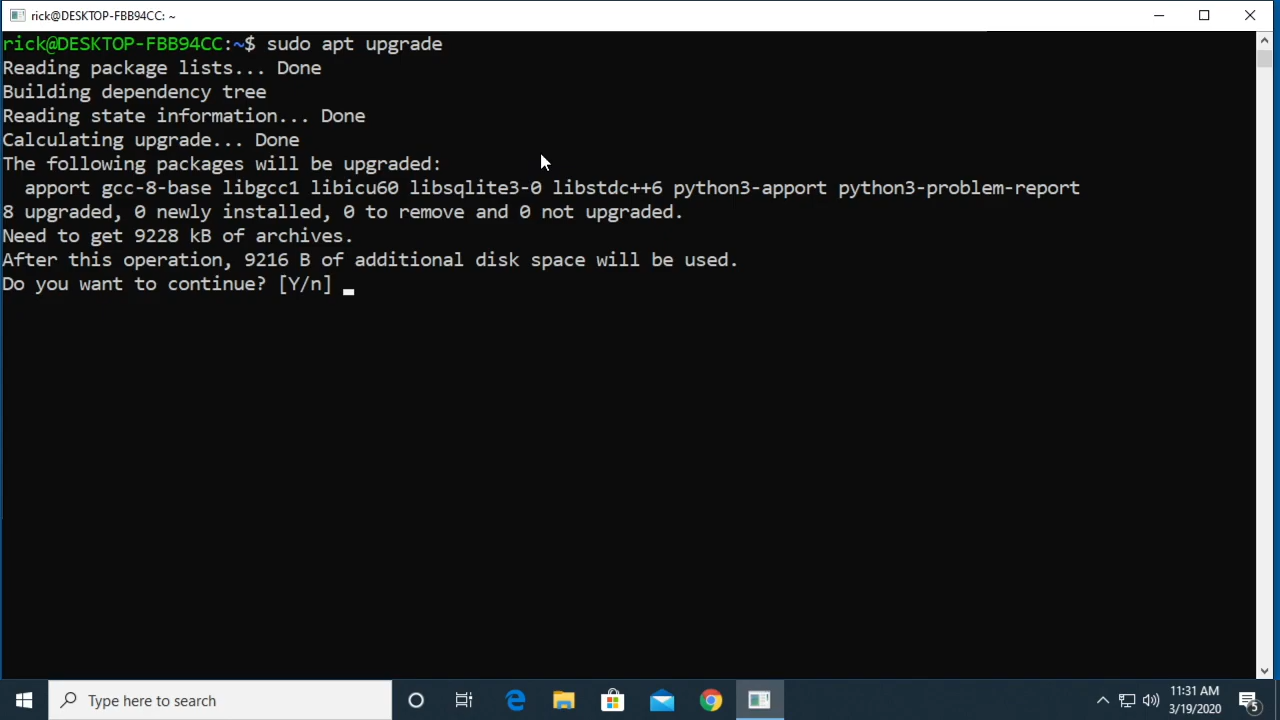 rick@DESKTOP-FBB94CC: ~
rick@DESKTOP-FBB94CC:~$ sudo apt upgrade
Reading package lists... Done
Building dependency tree
Reading state information... Done
Calculating upgrade... Done
The following packages will be upgraded:
  apport gcc-8-base libgcc1 libicu60 libsqlite3-0 libstdc++6 python3-apport python3-problem-report
8 upgraded, 0 newly installed, 0 to remove and 0 not upgraded.
Need to get 9228 kB of archives.
After this operation, 9216 B of additional disk space will be used.
Do you want to continue? [Y/n]
Type here to search
11:31 AM
3/19/2020
5